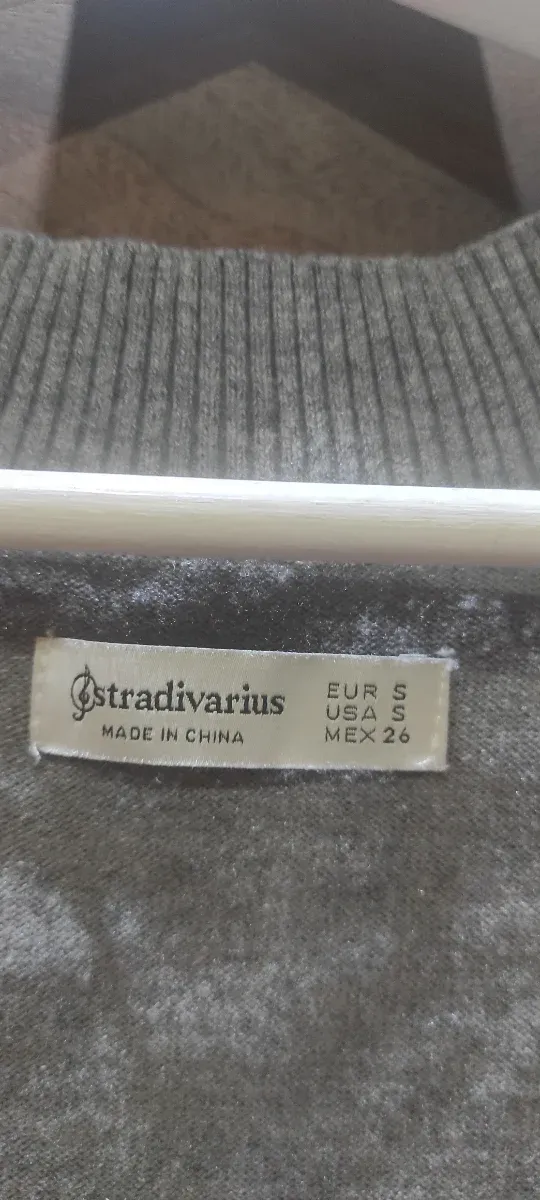 stradivarius
MADE IN CHINA
EUR S
USA S
MEX 26